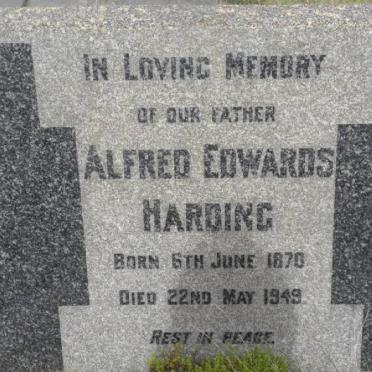 IN LOVING MEMORY
OF OUR FATHER
ALFRED EDWARDS
HARDING
BORN 6TH JUNE 1870
DIED 22ND MAY 1949.
REST IN PEACE.